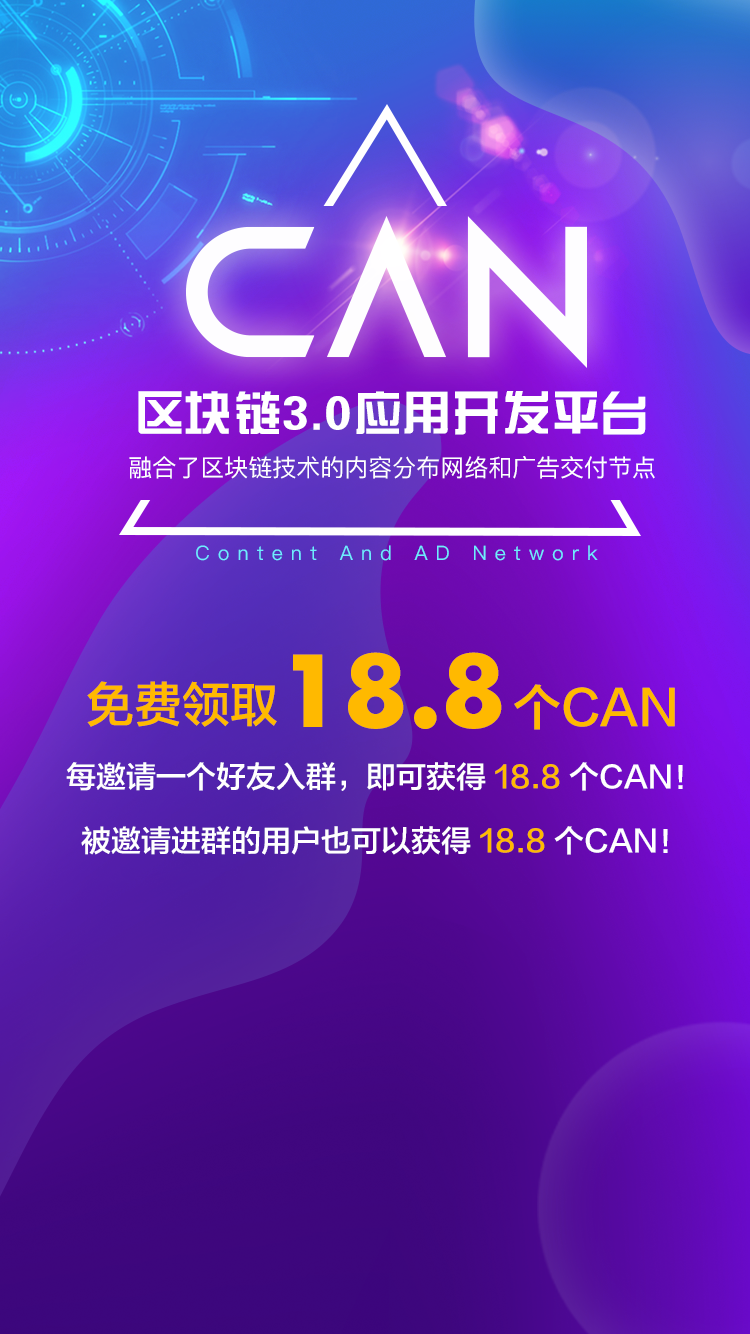 CAN
区块链3.0应用开发平台
融合了区块链技术的内容分布网络和广告交付节点
Content And AD Network
免费领取18.8个CAN
每邀请一个好友入群，即可获得 18.8 个CAN！
被邀请进群的用户也可以获得 18.8 个CAN！